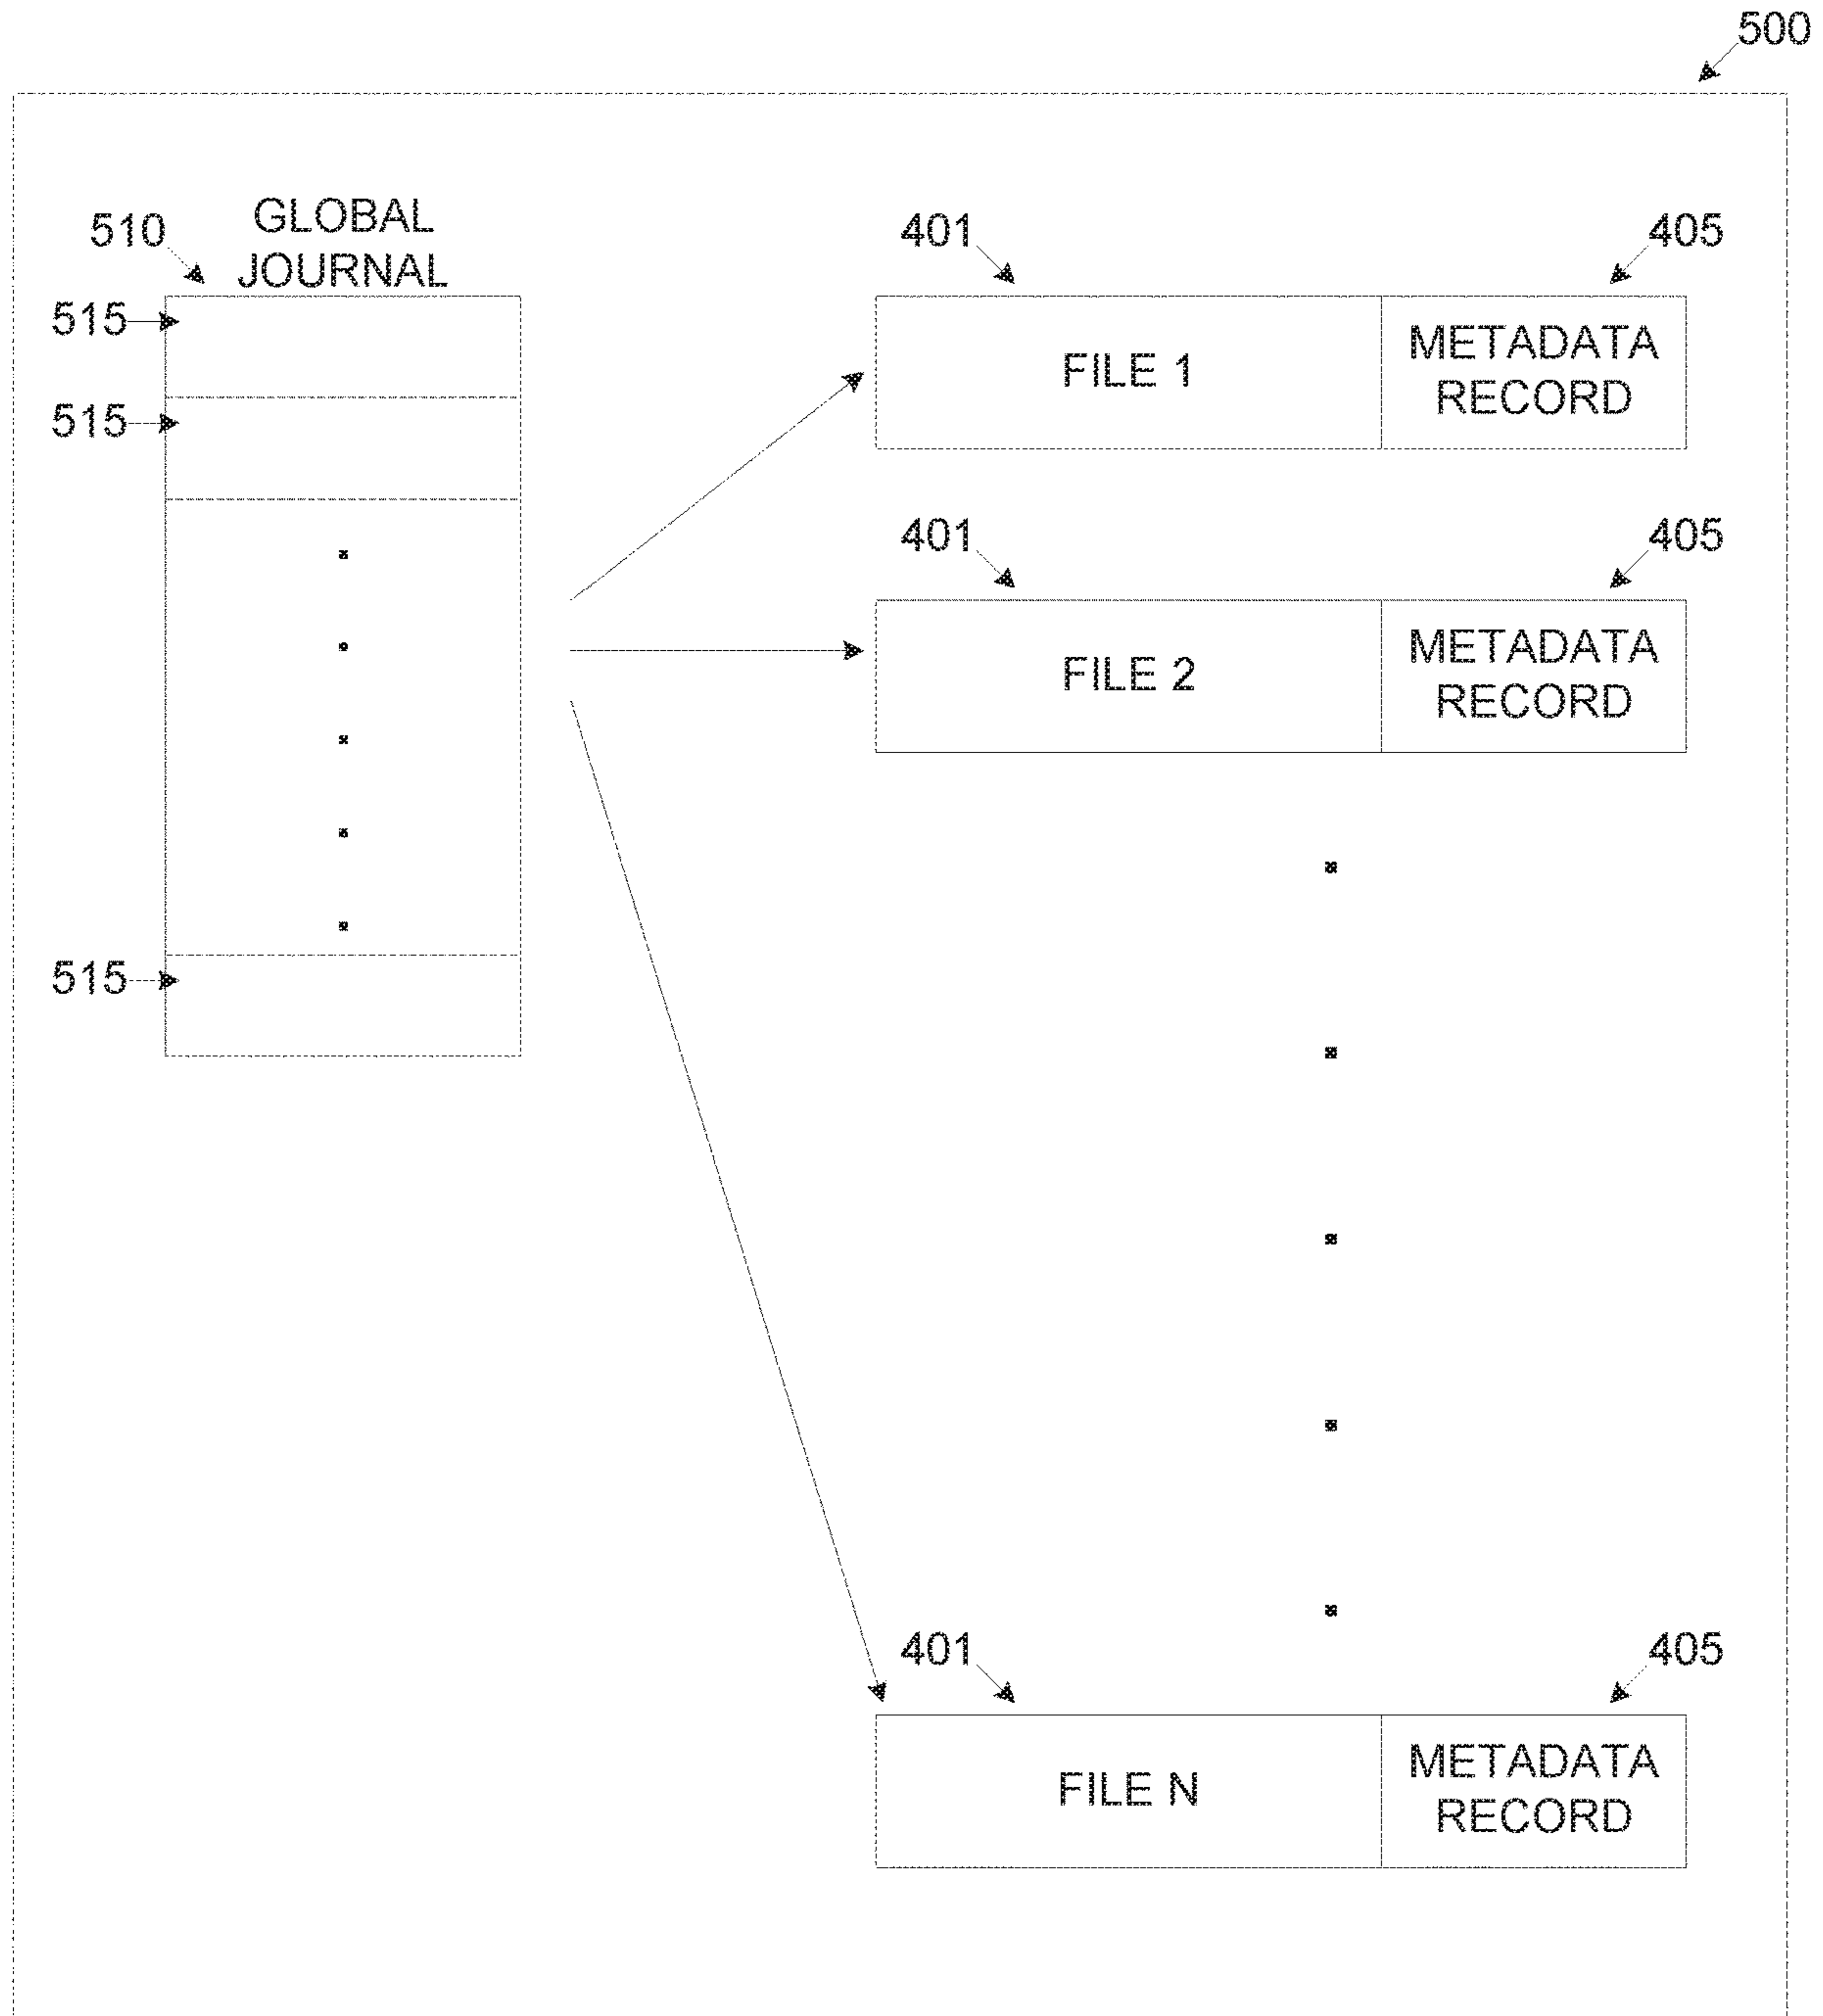 500
510
GLOBAL
JOURNAL
515
515
515
401
405
FILE 1
METADATA
RECORD
401
405
FILE 2
METADATA
RECORD
401
405
FILE N
METADATA
RECORD